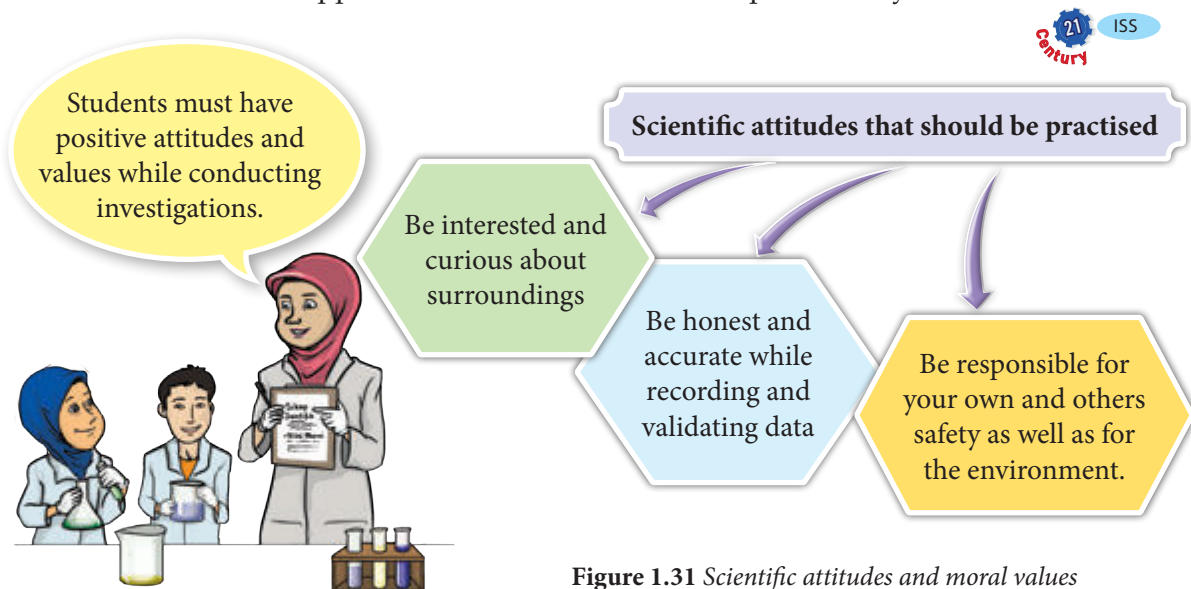 21
Century
ISS
Students must have
positive attitudes and
values while conducting
investigations.
Scientific attitudes that should be practised
Be interested and
curious about
surroundings
Be honest and
accurate while
recording and
validating data
Be responsible for
your own and others
safety as well as for
the environment.
Figure 1.31 Scientific attitudes and moral values